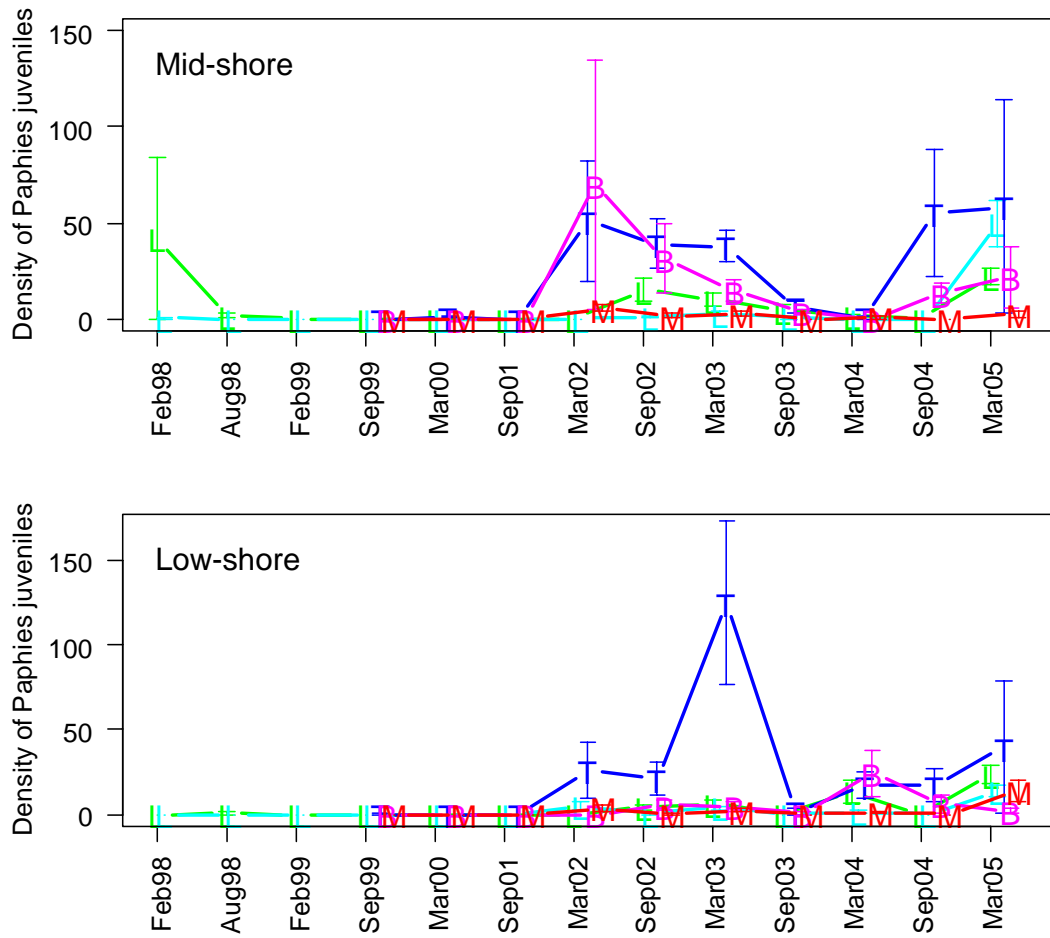 Mid-shore
Density of Paphies juveniles
150
100
50
0
L L L L L L L L L L L L L
L L L L L L L L L L L L L
T T T T T T T T T T
B B B B B B B B B B
M M M M M M M M M M
Feb98 Aug98 Feb99 Sep99 Mar00 Sep01 Mar02 Sep02 Mar03 Sep03 Mar04 Sep04 Mar05
Low-shore
Density of Paphies juveniles
150
100
50
0
L L L L L L L L L L L L L
L L L L L L L L L L L L L
T T T T T T T T T T
B B B B B B B B B B
M M M M M M M M M M
Feb98 Aug98 Feb99 Sep99 Mar00 Sep01 Mar02 Sep02 Mar03 Sep03 Mar04 Sep04 Mar05